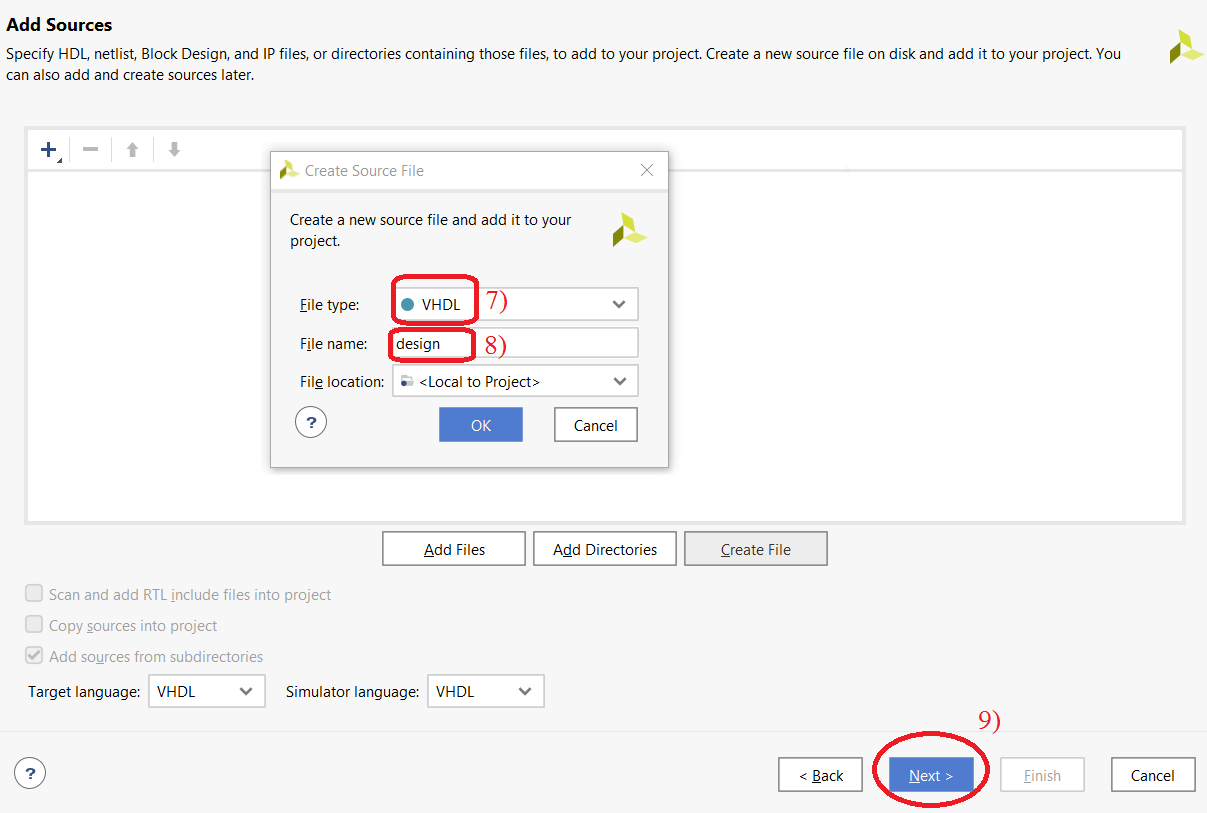 Add Sources
Specify HDL, netlist, Block Design, and IP files, or directories containing those files, to add to your project. Create a new source file on disk and add it to your project. You
can also add and create sources later.
Create Source File
Create a new source file and add it to your
project.
File type: VHDL 7)
File name: design 8)
File location: <Local to Project>
? OK Cancel
Add Files Add Directories Create File
Scan and add RTL include files into project
Copy sources into project
Add sources from subdirectories
Target language: VHDL Simulator language: VHDL
9)
? < Back Next > Finish Cancel